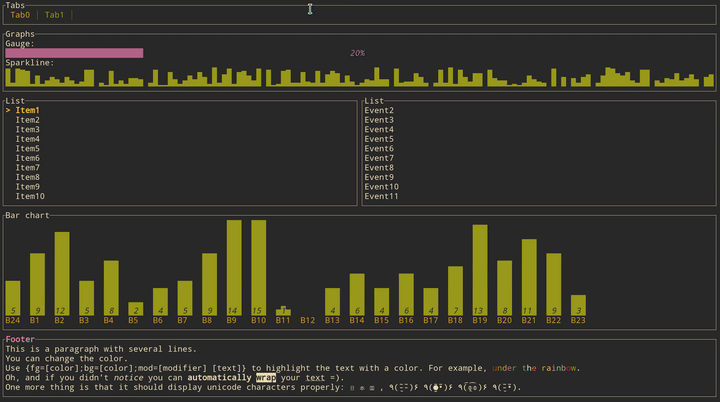 Tabs
Tab0 │ Tab1 │
Graphs
Gauge:
20%
Sparkline:
List
> Item1
Item2
Item3
Item4
Item5
Item6
Item7
Item8
Item9
Item10
List
Event2
Event3
Event4
Event5
Event6
Event7
Event8
Event9
Event10
Event11
Bar chart
5 9 12 5 8 2 4 5 9 14 15 1 4 6 4 6 4 7 13 8 11 9 3
B24 B1 B2 B3 B4 B5 B6 B7 B8 B9 B10 B11 B12 B13 B14 B15 B16 B17 B18 B19 B20 B21 B22 B23
Footer
This is a paragraph with several lines.
You can change the color.
Use {fg=[color];bg=[color];mod=[modifier] [text]} to highlight the text with a color. For example, under the rainbow.
Oh, and if you didn't notice you can automatically wrap your text =).
One more thing is that it should display unicode characters properly: